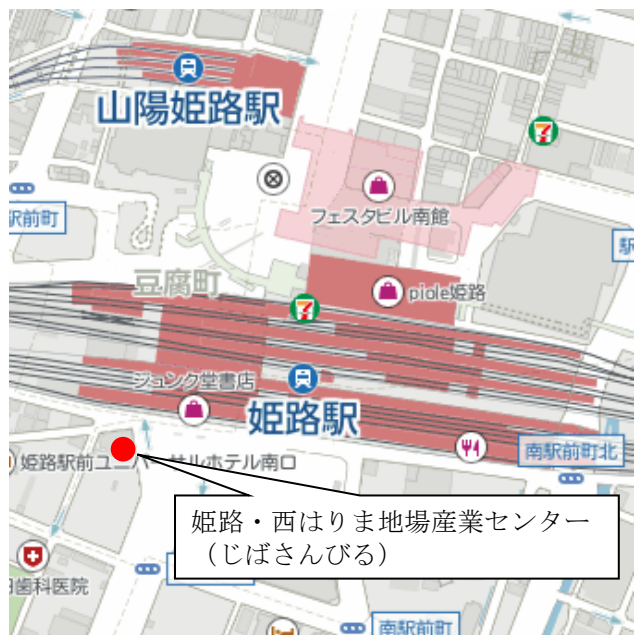 山陽姫路駅
フェスタビル南館
駅前町
豆腐町
piole姫路
ジュンク堂書店
姫路駅
南駅前町北
姫路駅前ユニバーサルホテル南口
姫路・西はりま地場産業センター
（じばさんびる）
歯科医院
南駅前町